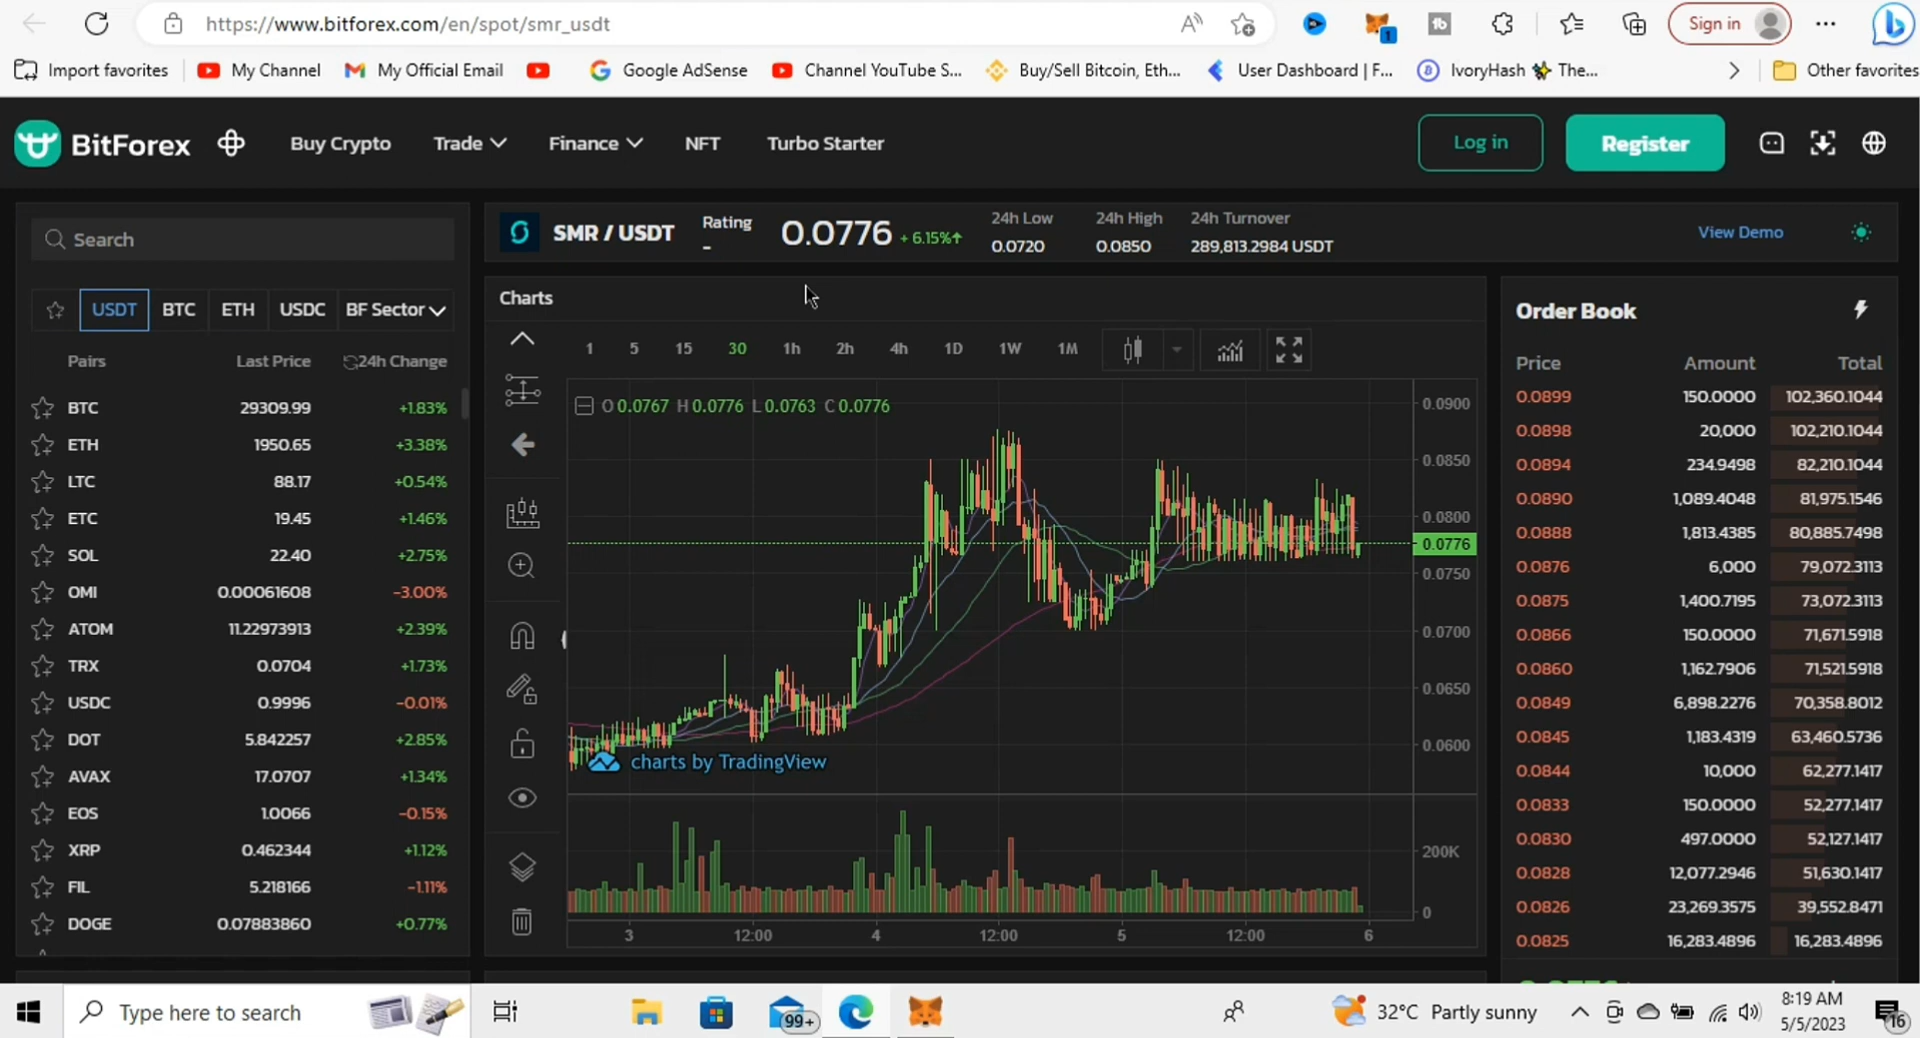 https://www.bitforex.com/en/spot/smr_usdt
A
1
tb
Sign in
Import favorites
My Channel
My Official Email
Google AdSense
Channel YouTube S...
Buy/Sell Bitcoin, Eth...
User Dashboard | F...
IvoryHash ✨ The...
Other favorites
BitForex
Buy Crypto
Trade
Finance
NFT
Turbo Starter
Log in
Register
Search
USDT BTC ETH USDC BF Sector
Pairs Last Price 24h Change
BTC 29309.99 +1.83%
ETH 1950.65 +3.38%
LTC 88.17 +0.54%
ETC 19.45 +1.46%
SOL 22.40 +2.75%
OMI 0.00061608 -3.00%
ATOM 11.22973913 +2.39%
TRX 0.0704 +1.73%
USDC 0.9996 -0.01%
DOT 5.842257 +2.85%
AVAX 17.0707 +1.34%
EOS 1.0066 -0.15%
XRP 0.462344 +1.12%
FIL 5.218166 -1.11%
DOGE 0.07883860 +0.77%
SMR / USDT
Rating
-
0.0776 + 6.15%↑
24h Low
0.0720
24h High
0.0850
24h Turnover
289,813.2984 USDT
View Demo
Charts
1 5 15 30 1h 2h 4h 1D 1W 1M
O 0.0767 H 0.0776 L 0.0763 C 0.0776
0.0900
0.0850
0.0800
0.0776
0.0750
0.0700
0.0650
0.0600
charts by TradingView
200K
0
3 12:00 4 12:00 5 12:00 6
Order Book
Price Amount Total
0.0899 150.0000 102,360.1044
0.0898 20,000 102,210.1044
0.0894 234.9498 82,210.1044
0.0890 1,089.4048 81,975.1546
0.0888 1,813.4385 80,885.7498
0.0876 6,000 79,072.3113
0.0875 1,400.7195 73,072.3113
0.0866 150.0000 71,671.5918
0.0860 1,162.7906 71,521.5918
0.0849 6,898.2276 70,358.8012
0.0845 1,183.4319 63,460.5736
0.0844 10,000 62,277.1417
0.0833 150.0000 52,277.1417
0.0830 497.0000 52,127.1417
0.0828 12,077.2946 51,630.1417
0.0826 23,269.3575 39,552.8471
0.0825 16,283.4896 16,283.4896
Type here to search
99+
32°C Partly sunny
8:19 AM
5/5/2023
16